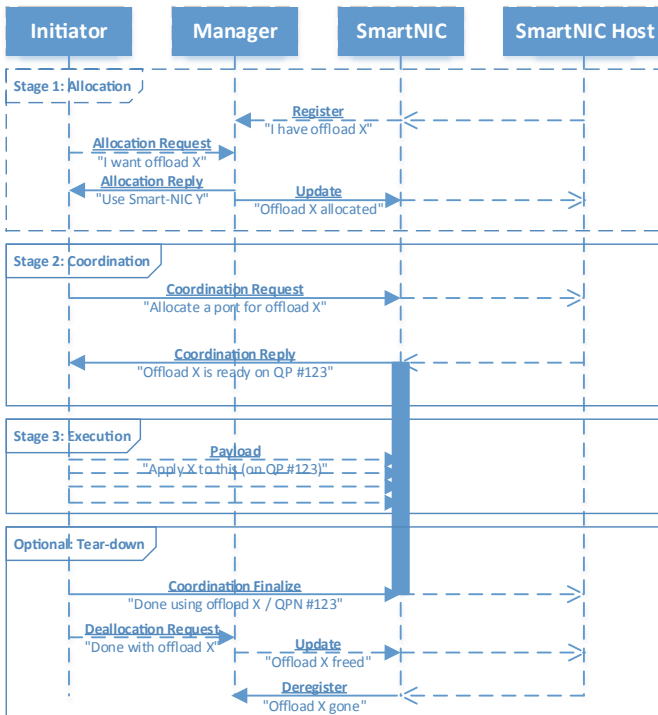 Initiator
Manager
SmartNIC
SmartNIC Host
Stage 1: Allocation
Register
"I have offload X"
Allocation Request
"I want offload X"
Allocation Reply
"Use Smart-NIC Y"
Update
"Offload X allocated"
Stage 2: Coordination
Coordination Request
"Allocate a port for offload X"
Coordination Reply
"Offload X is ready on QP #123"
Stage 3: Execution
Payload
"Apply X to this (on QP #123)"
Optional: Tear-down
Coordination Finalize
"Done using offload X / QPN #123"
Deallocation Request
"Done with offload X"
Update
"Offload X freed"
Deregister
"Offload X gone"